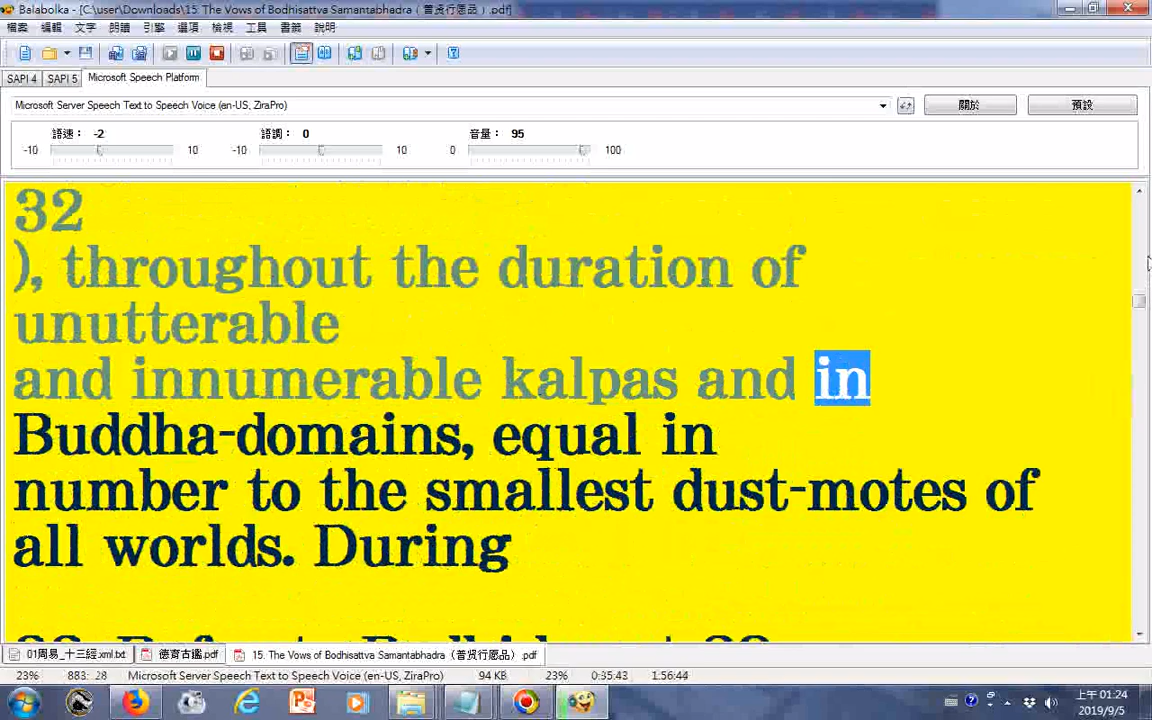 Balabolka - [C:\user\Downloads\15. The Vows of Bodhisattva Samantabhadra (普賢行愿品).pdf]
檔案 編輯 文字 朗讀 引擎 選項 檢視 工具 書籤 說明
SAPI 4 SAPI 5 Microsoft Speech Platform
Microsoft Server Speech Text to Speech Voice (en-US, ZiraPro) 關於 預設
語速： -2 語調： 0 音量： 95
-10 10 -10 10 0 100
32
), throughout the duration of
unutterable
and innumerable kalpas and in
Buddha-domains, equal in
number to the smallest dust-motes of
all worlds. During
01周易_十三經.xml.txt 德育古鑑.pdf 15. The Vows of Bodhisattva Samantabhadra (普賢行愿品).pdf
23% 883: 28 Microsoft Server Speech Text to Speech Voice (en-US, ZiraPro) 94 KB 23% 0:35:43 1:56:44
上午 01:24
2019/9/5